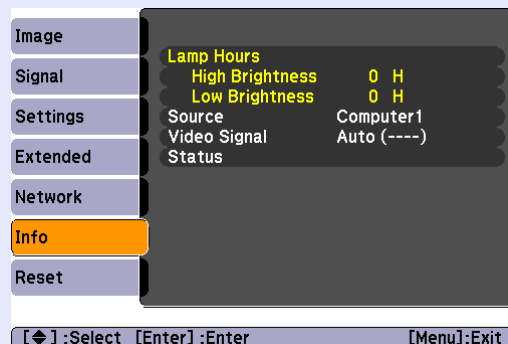 Image
Signal
Settings
Extended
Network
Info
Reset
Lamp Hours
High Brightness 0 H
Low Brightness 0 H
Source Computer1
Video Signal Auto (----)
Status
[◆] :Select [Enter] :Enter [Menu]:Exit